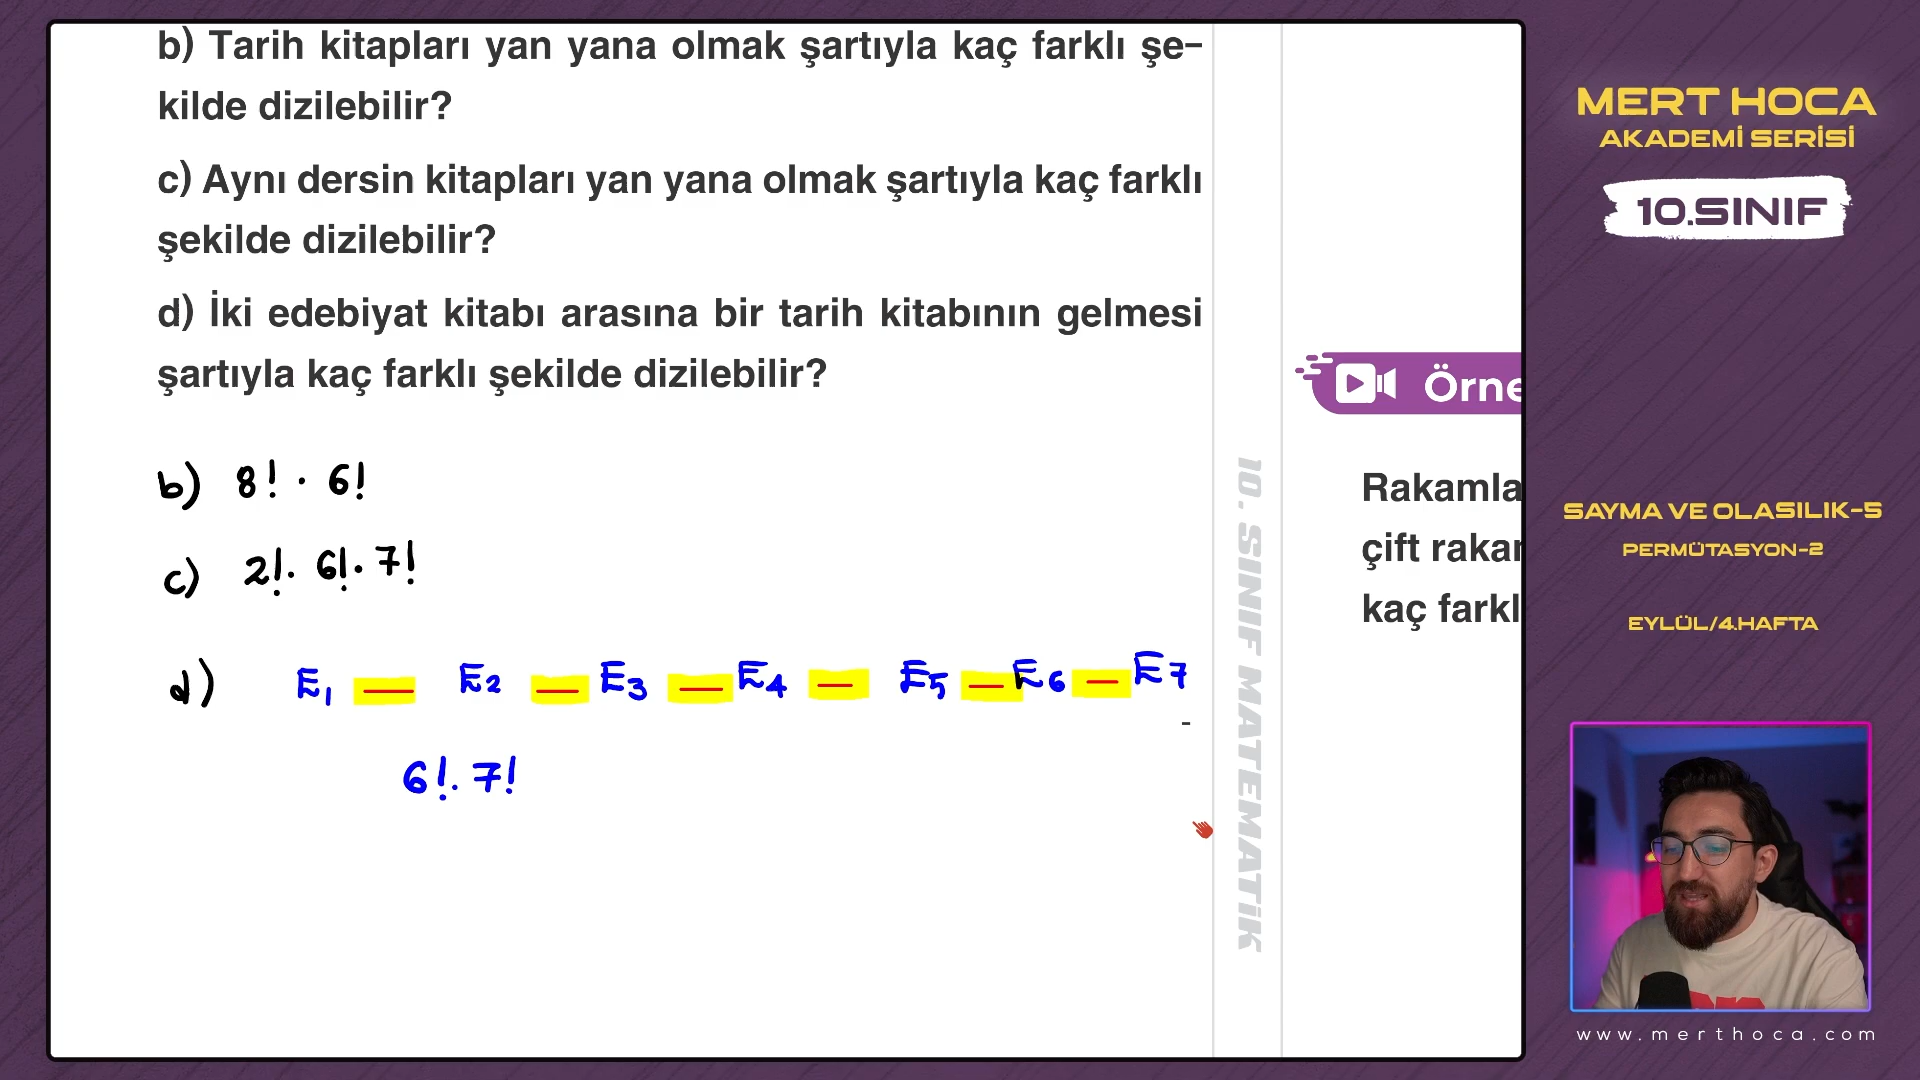 b) Tarih kitapları yan yana olmak şartıyla kaç farklı şe-
kilde dizilebilir?
c) Aynı dersin kitapları yan yana olmak şartıyla kaç farklı
şekilde dizilebilir?
d) İki edebiyat kitabı arasına bir tarih kitabının gelmesi
şartıyla kaç farklı şekilde dizilebilir?
b) 8! · 6!
c) 2! · 6! · 7!
d) E1 — E2 — E3 — E4 — E5 — E6 — E7
6! · 7!
10. SINIF MATEMATİK
Örne
Rakamla
çift rakam
kaç farkl
MERT HOCA
AKADEMİ SERİSİ
10.SINIF
SAYMA VE OLASILIK-5
PERMÜTASYON-2
EYLÜL/4.HAFTA
www.merthoca.com